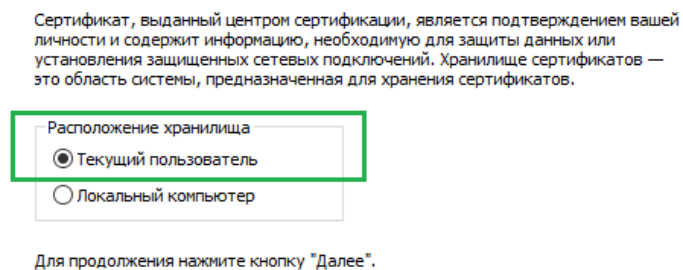 Сертификат, выданный центром сертификации, является подтверждением вашей
личности и содержит информацию, необходимую для защиты данных или
установления защищенных сетевых подключений. Хранилище сертификатов —
это область системы, предназначенная для хранения сертификатов.
Расположение хранилища
Текущий пользователь
Локальный компьютер
Для продолжения нажмите кнопку "Далее".